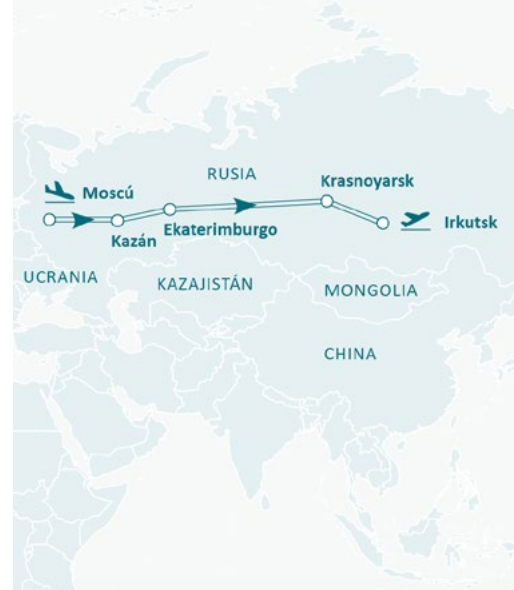 RUSIA
Krasnoyarsk
Moscú
Irkutsk
Ekaterimburgo
Kazán
UCRANIA
KAZAJISTÁN
MONGOLIA
CHINA